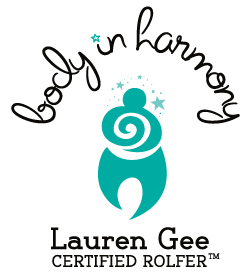 body in harmony
Lauren Gee
CERTIFIED ROLFER™